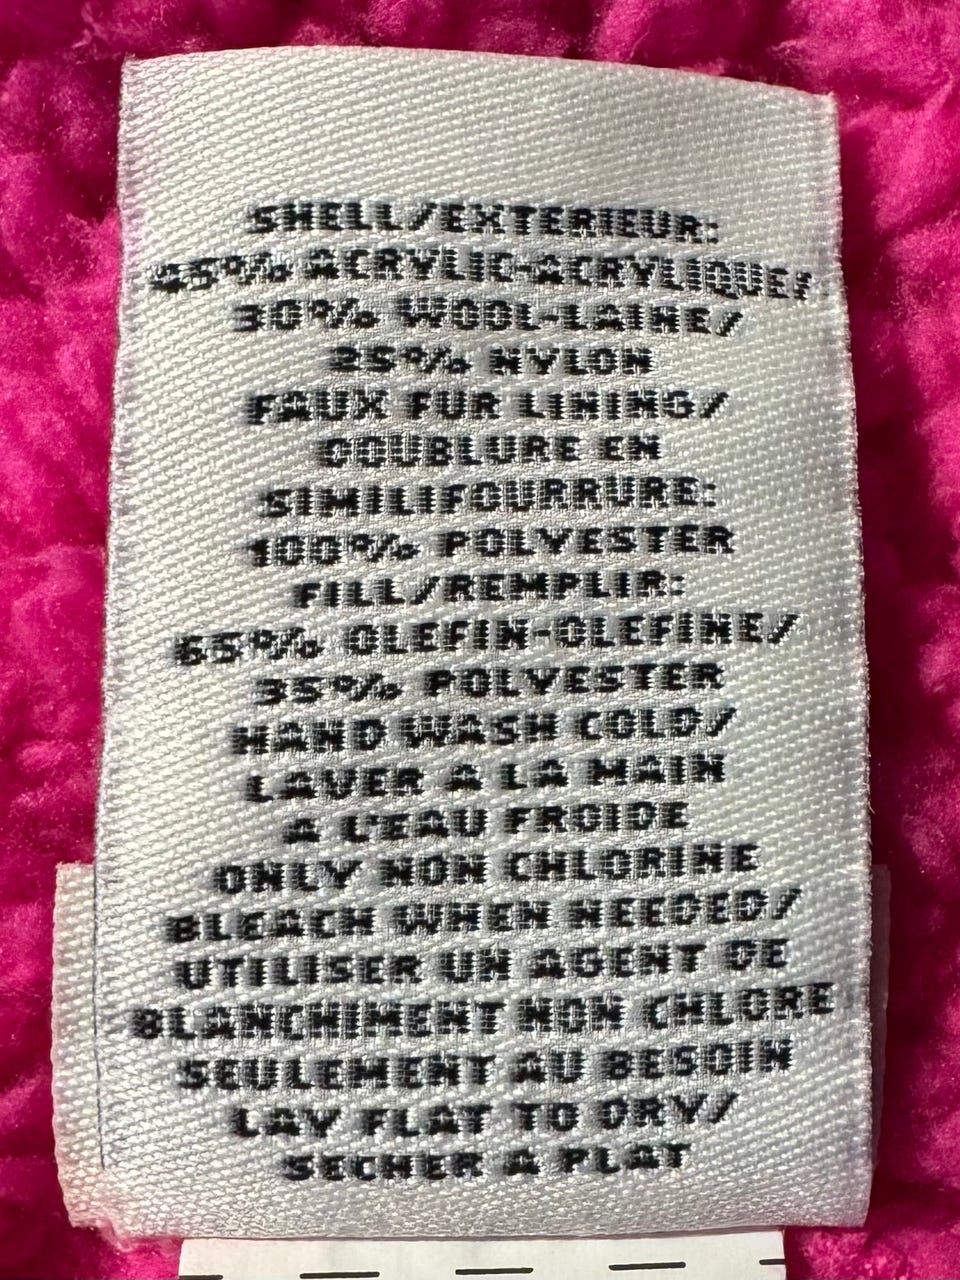 SHELL/EXTERIEUR:
45% ACRYLIC-ACRYLIQUE/
30% WOOL-LAINE/
25% NYLON
FAUX FUR LINING/
DOUBLURE EN
SIMILIFOURRURE:
100% POLYESTER
FILL/REMPLIR:
65% OLEFIN-OLEFINE/
35% POLYESTER
HAND WASH COLD/
LAVER A LA MAIN
A L'EAU FROIDE
ONLY NON CHLORINE
BLEACH WHEN NEEDED/
UTILISER UN AGENT DE
BLANCHIMENT NON CHLORE
SEULEMENT AU BESOIN
LAY FLAT TO DRY/
SECHER A PLAT